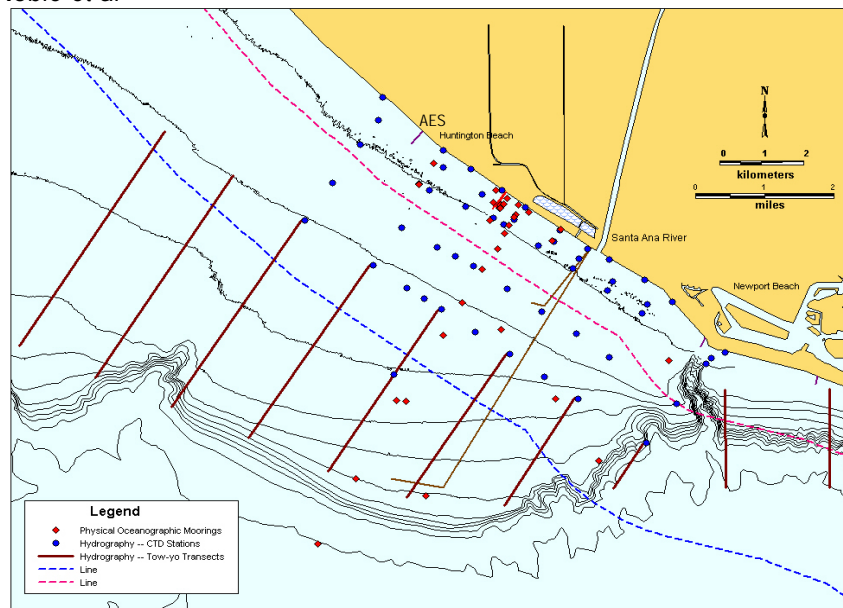 AES
Huntington Beach
N
0 1 2
kilometers
0 1 2
miles
Santa Ana River
Newport Beach
Legend
Physical Oceanographic Moorings
Hydrography -- CTD Stations
Hydrography -- Tow-yo Transects
Line
Line